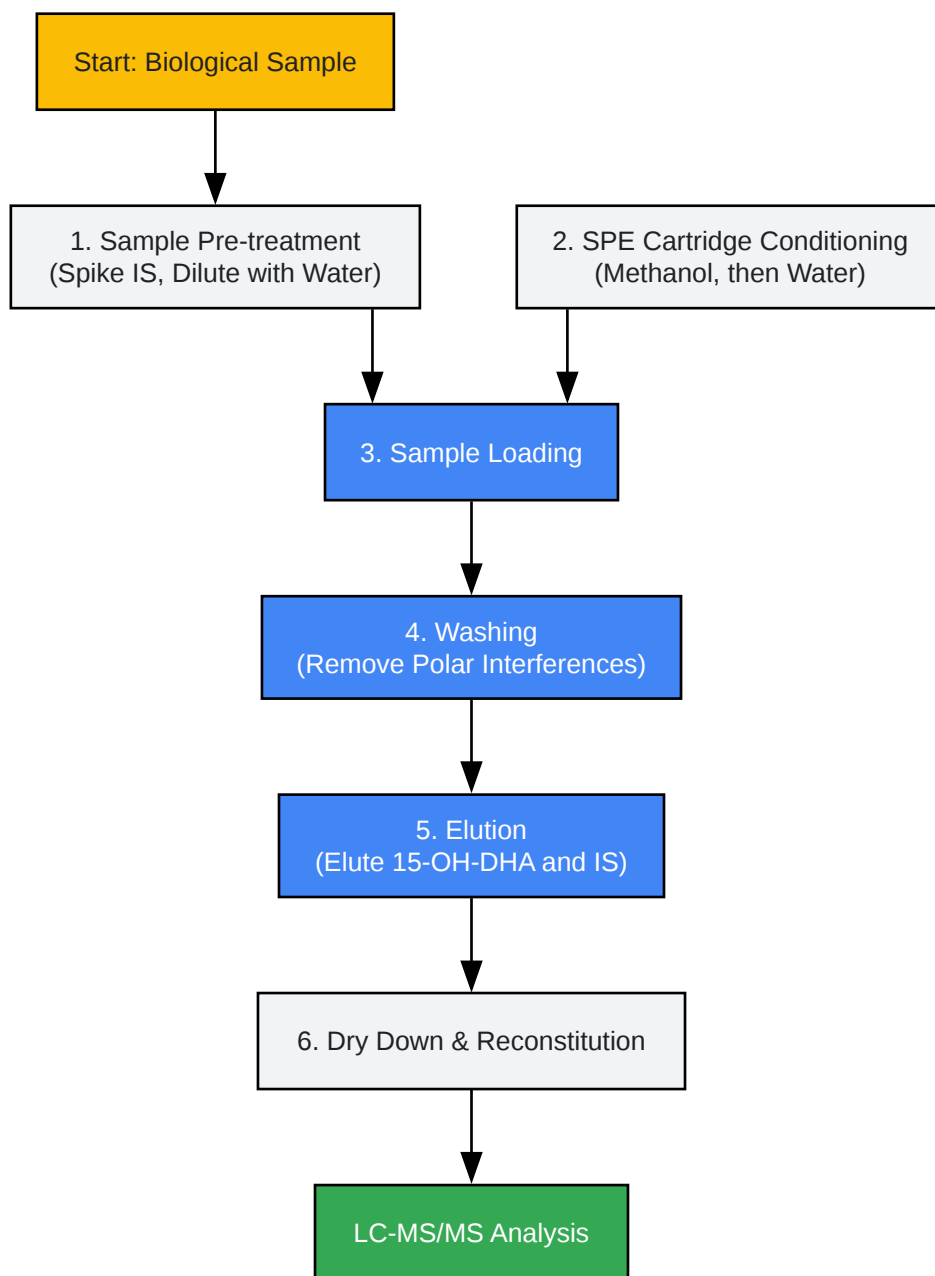 Start: Biological Sample
1. Sample Pre-treatment
(Spike IS, Dilute with Water)
2. SPE Cartridge Conditioning
(Methanol, then Water)
3. Sample Loading
4. Washing
(Remove Polar Interferences)
5. Elution
(Elute 15-OH-DHA and IS)
6. Dry Down & Reconstitution
LC-MS/MS Analysis